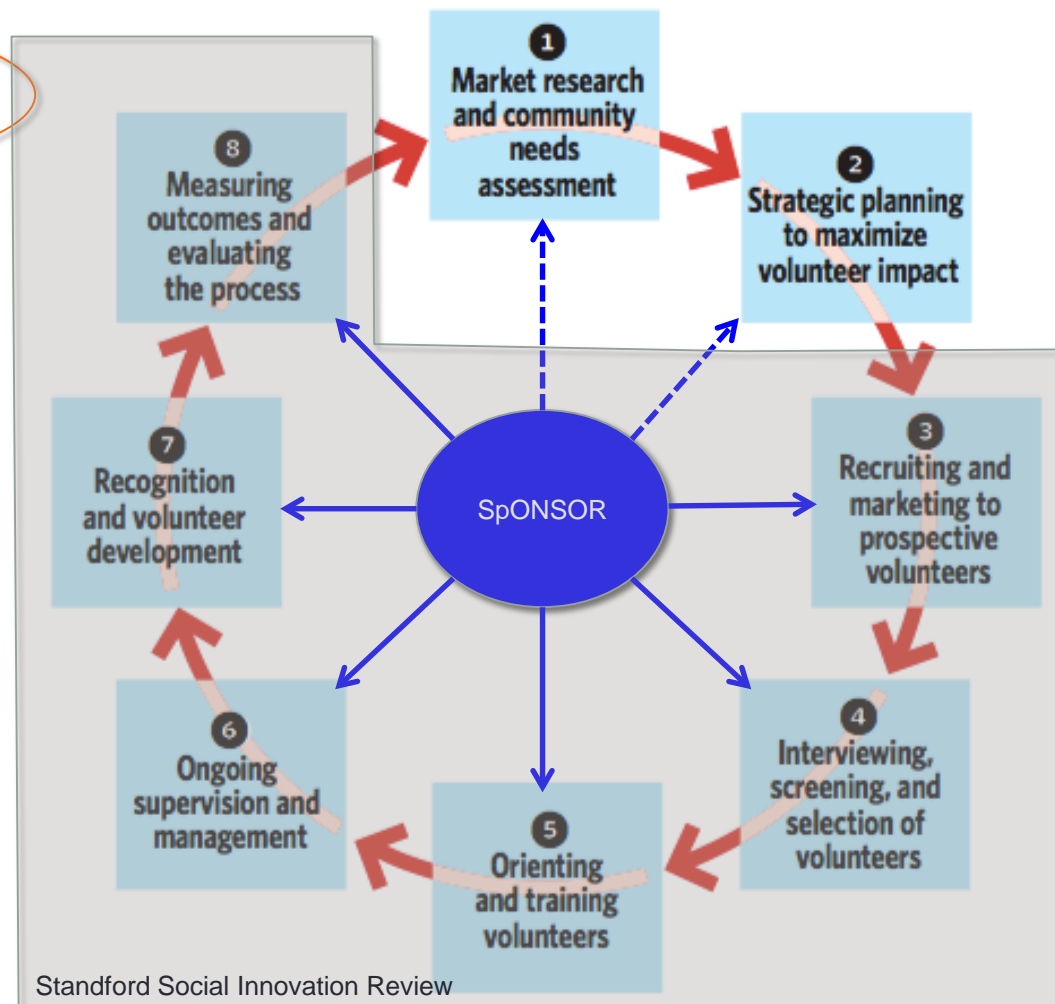 1
Market research
and community
needs
assessment
2
Strategic planning
to maximize
volunteer impact
3
Recruiting and
marketing to
prospective
volunteers
4
Interviewing,
screening, and
selection of
volunteers
5
Orienting
and training
volunteers
6
Ongoing
supervision and
management
7
Recognition
and volunteer
development
8
Measuring
outcomes and
evaluating
the process
SpONSOR
Standford Social Innovation Review